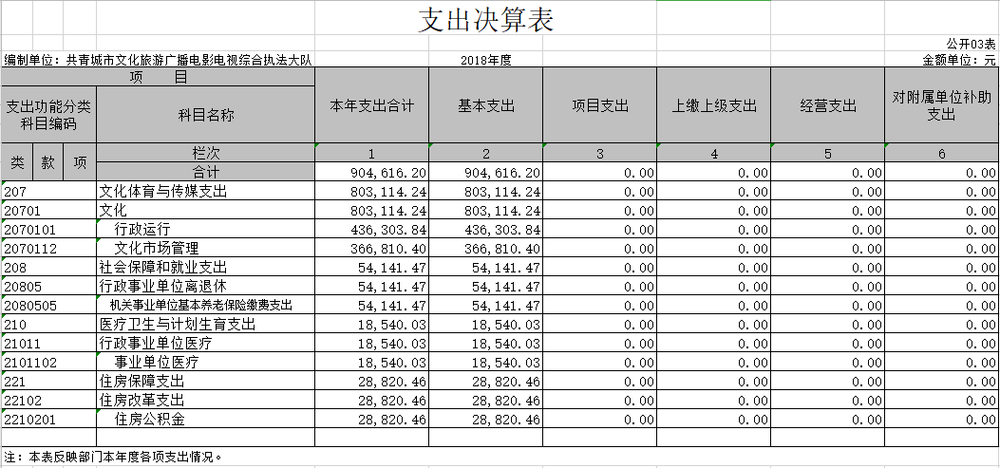 支出决算表
公开03表
编制单位：共青城市文化旅游广播电影电视综合执法大队 2018年度 金额单位：元
项 目 本年支出合计 基本支出 项目支出 上缴上级支出 经营支出 对附属单位补助支出
支出功能分类科目编码 科目名称
类 款 项 栏次 1 2 3 4 5 6
合计 904,616.20 904,616.20 0.00 0.00 0.00 0.00
207 文化体育与传媒支出 803,114.24 803,114.24 0.00 0.00 0.00 0.00
20701 文化 803,114.24 803,114.24 0.00 0.00 0.00 0.00
2070101 行政运行 436,303.84 436,303.84 0.00 0.00 0.00 0.00
2070112 文化市场管理 366,810.40 366,810.40 0.00 0.00 0.00 0.00
208 社会保障和就业支出 54,141.47 54,141.47 0.00 0.00 0.00 0.00
20805 行政事业单位离退休 54,141.47 54,141.47 0.00 0.00 0.00 0.00
2080505 机关事业单位基本养老保险缴费支出 54,141.47 54,141.47 0.00 0.00 0.00 0.00
210 医疗卫生与计划生育支出 18,540.03 18,540.03 0.00 0.00 0.00 0.00
21011 行政事业单位医疗 18,540.03 18,540.03 0.00 0.00 0.00 0.00
2101102 事业单位医疗 18,540.03 18,540.03 0.00 0.00 0.00 0.00
221 住房保障支出 28,820.46 28,820.46 0.00 0.00 0.00 0.00
22102 住房改革支出 28,820.46 28,820.46 0.00 0.00 0.00 0.00
2210201 住房公积金 28,820.46 28,820.46 0.00 0.00 0.00 0.00
注：本表反映部门本年度各项支出情况。